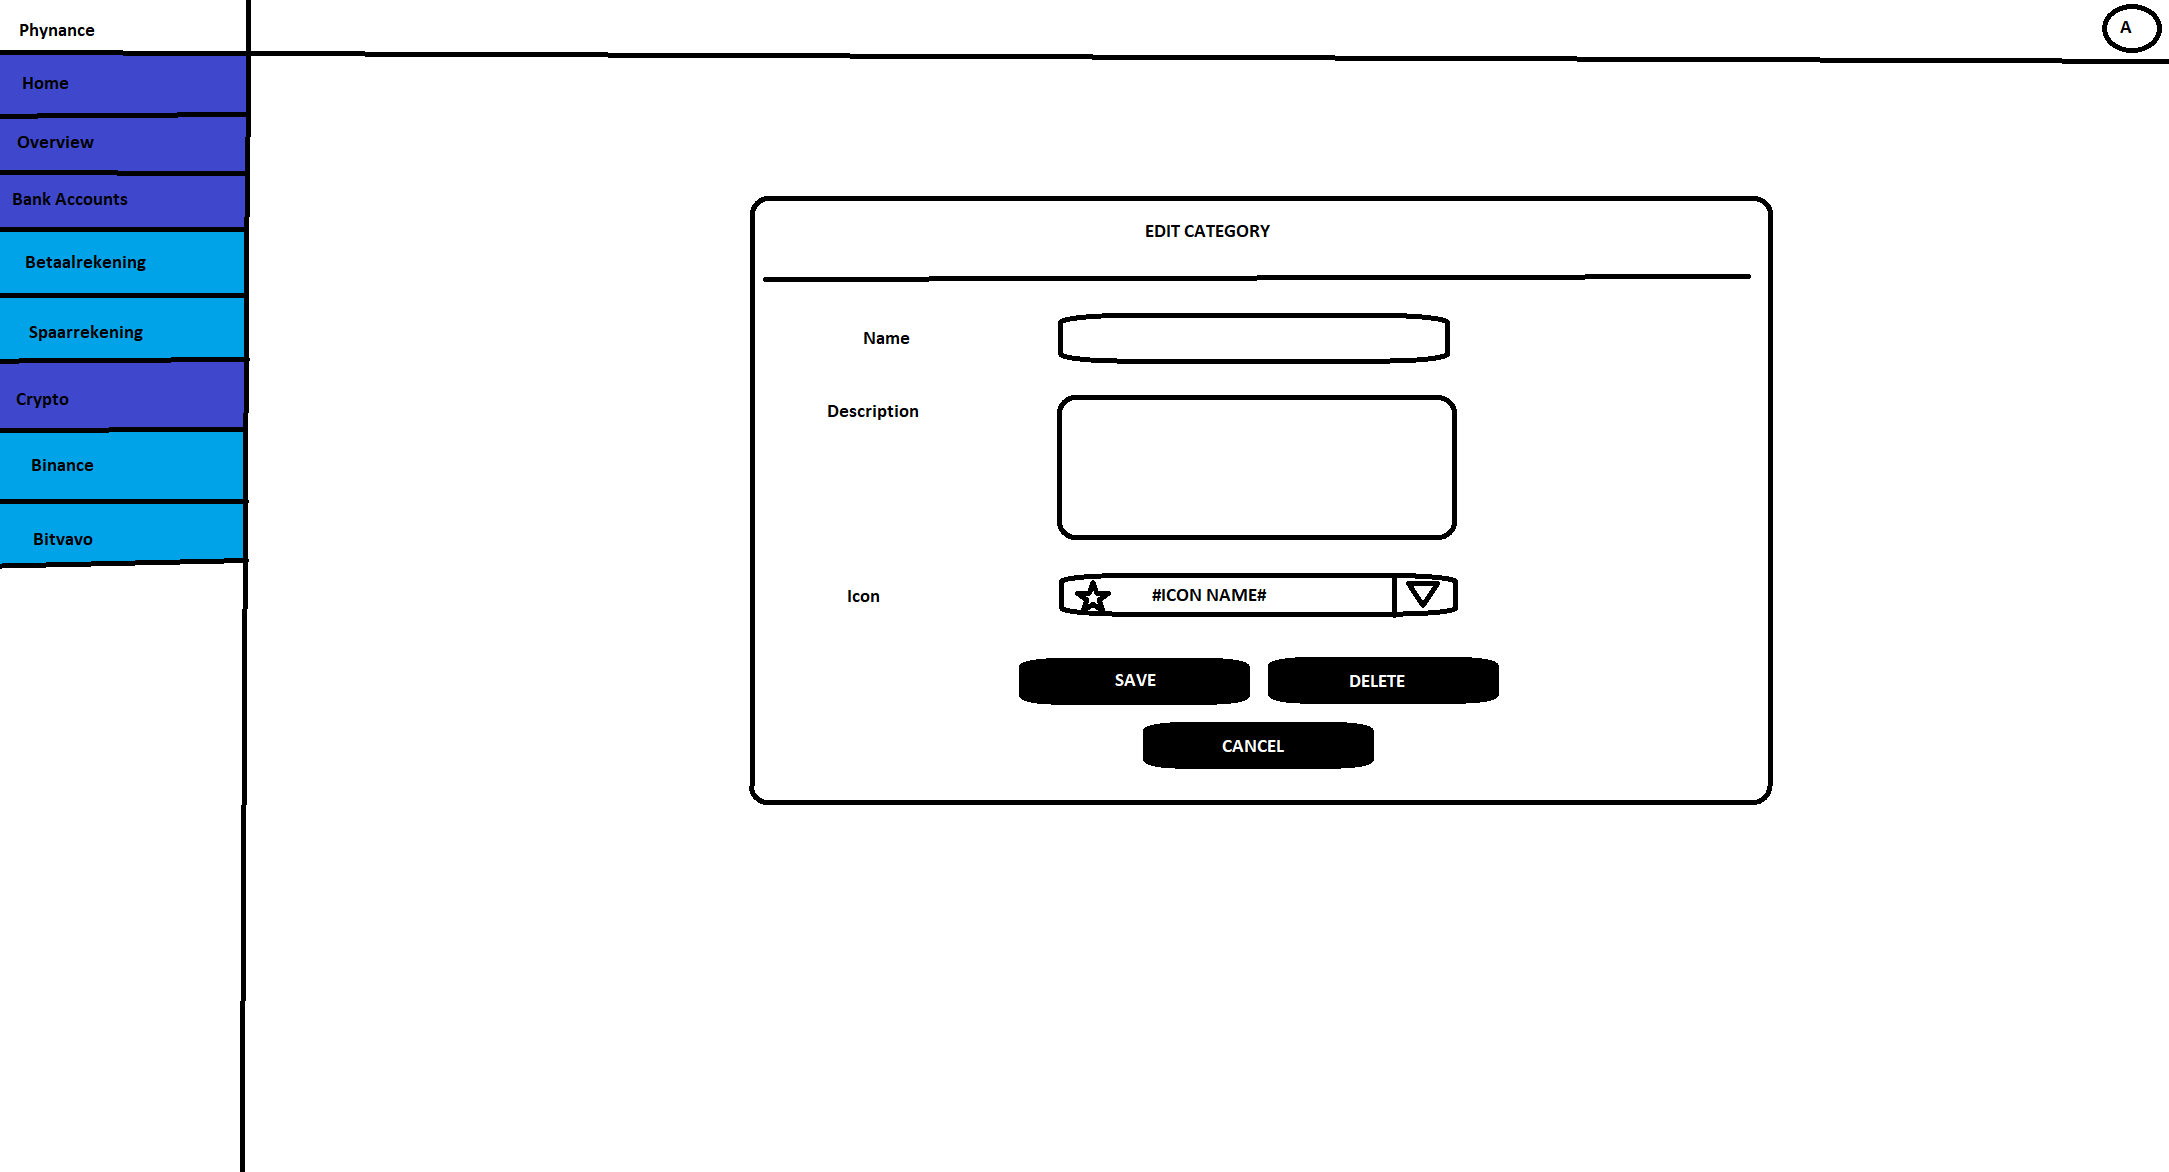 Phynance
A
Home
Overview
Bank Accounts
Betaalrekening
Spaarrekening
Crypto
Binance
Bitvavo
EDIT CATEGORY
Name
Description
Icon
#ICON NAME#
SAVE
DELETE
CANCEL